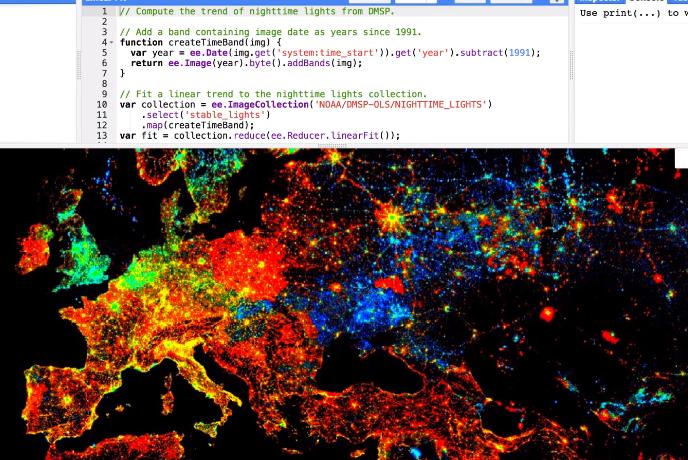 1 // Compute the trend of nighttime lights from DMSP.
Use print(...) to w
2
3 // Add a band containing image date as years since 1991.
4 function createTimeBand(img) {
5 var year = ee.Date(img.get('system:time_start')).get('year').subtract(1991);
6 return ee.Image(year).byte().addBands(img);
7 }
8
9 // Fit a linear trend to the nighttime lights collection.
10 var collection = ee.ImageCollection('NOAA/DMSP-OLS/NIGHTTIME_LIGHTS')
11 .select('stable_lights')
12 .map(createTimeBand);
13 var fit = collection.reduce(ee.Reducer.linearFit());